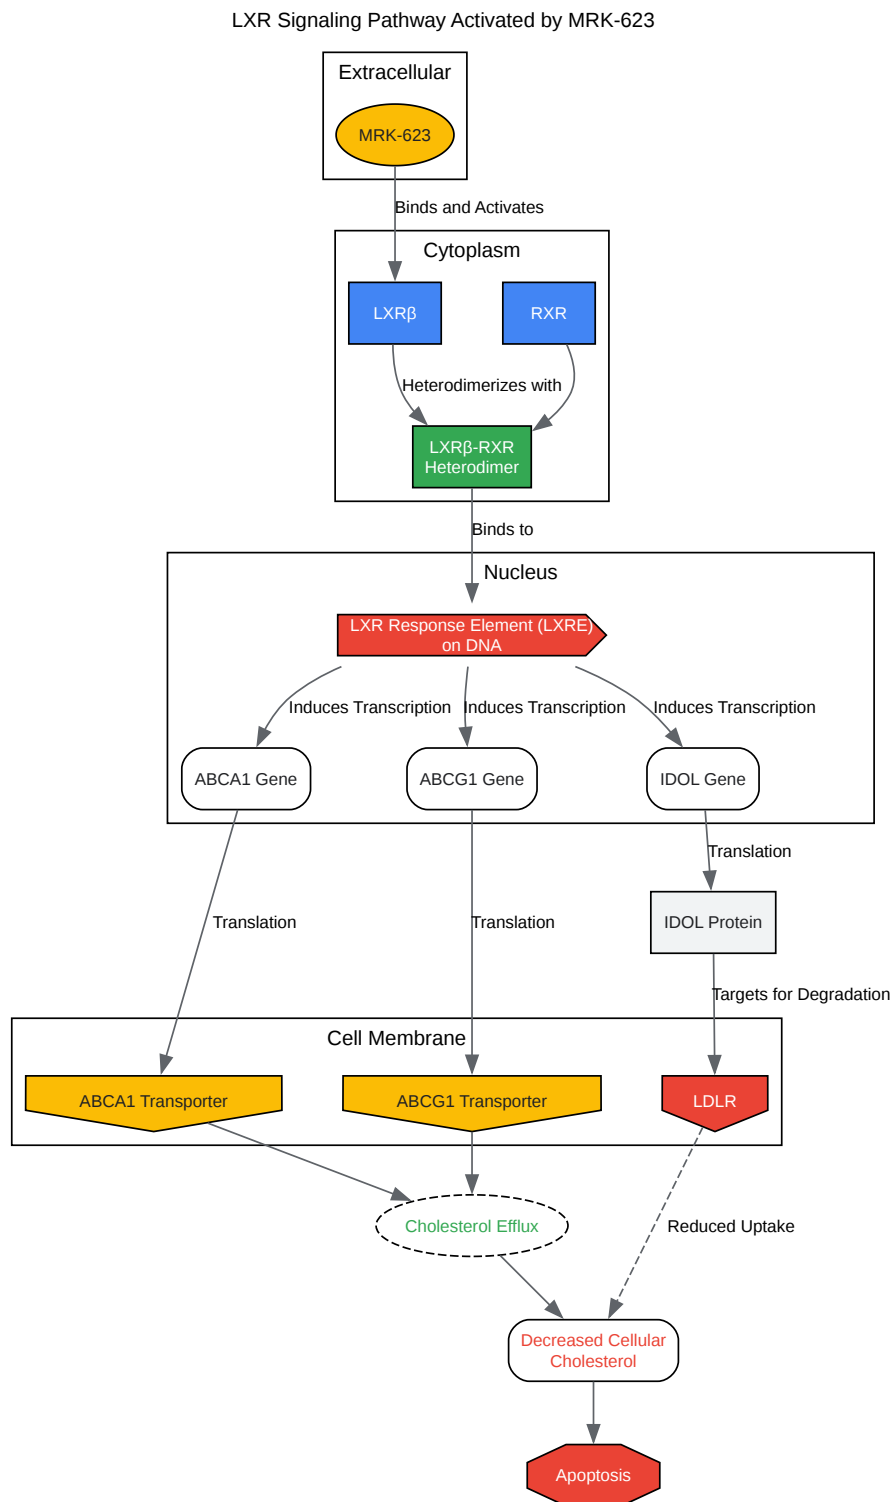 LXR Signaling Pathway Activated by MRK-623
Extracellular
MRK-623
Binds and Activates
Cytoplasm
LXRβ
RXR
Heterodimerizes with
LXRβ-RXR
Heterodimer
Binds to
Nucleus
LXR Response Element (LXRE)
on DNA
Induces Transcription
Induces Transcription
Induces Transcription
ABCA1 Gene
ABCG1 Gene
IDOL Gene
Translation
Translation
Translation
IDOL Protein
Targets for Degradation
Cell Membrane
ABCA1 Transporter
ABCG1 Transporter
LDLR
Cholesterol Efflux
Reduced Uptake
Decreased Cellular
Cholesterol
Apoptosis